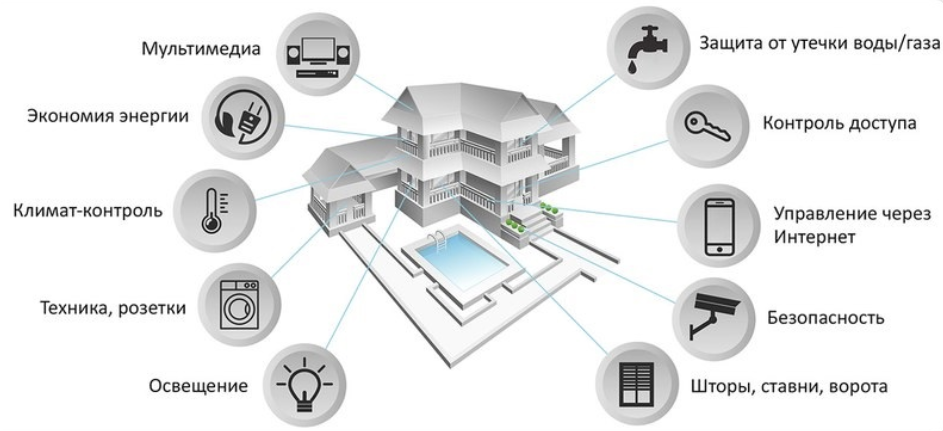 Мультимедиа
Экономия энергии
Климат-контроль
Техника, розетки
Освещение
Защита от утечки воды/газа
Контроль доступа
Управление через
Интернет
Безопасность
Шторы, ставни, ворота